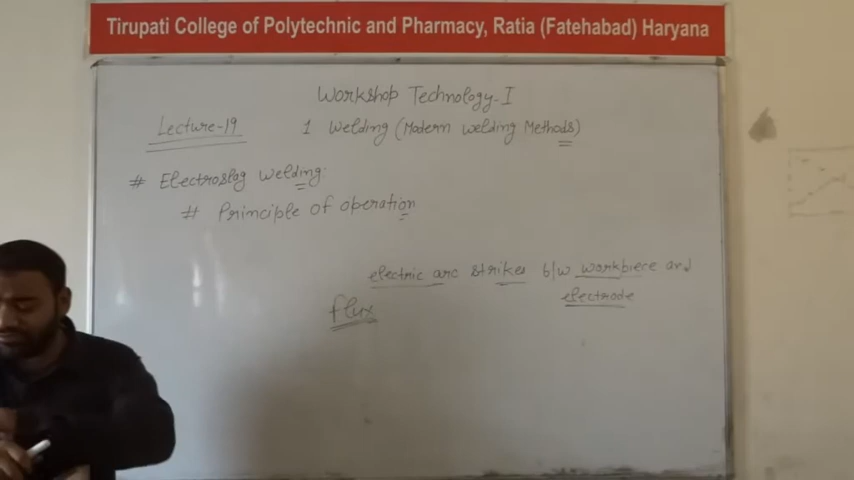 Tirupati College of Polytechnic and Pharmacy, Ratia (Fatehabad) Haryana
Workshop Technology-I
Lecture-19 1 Welding (Modern welding Methods)
# Electroslag Welding
# Principle of operation
electric arc strikes b/w workpiece and
electrode
flux